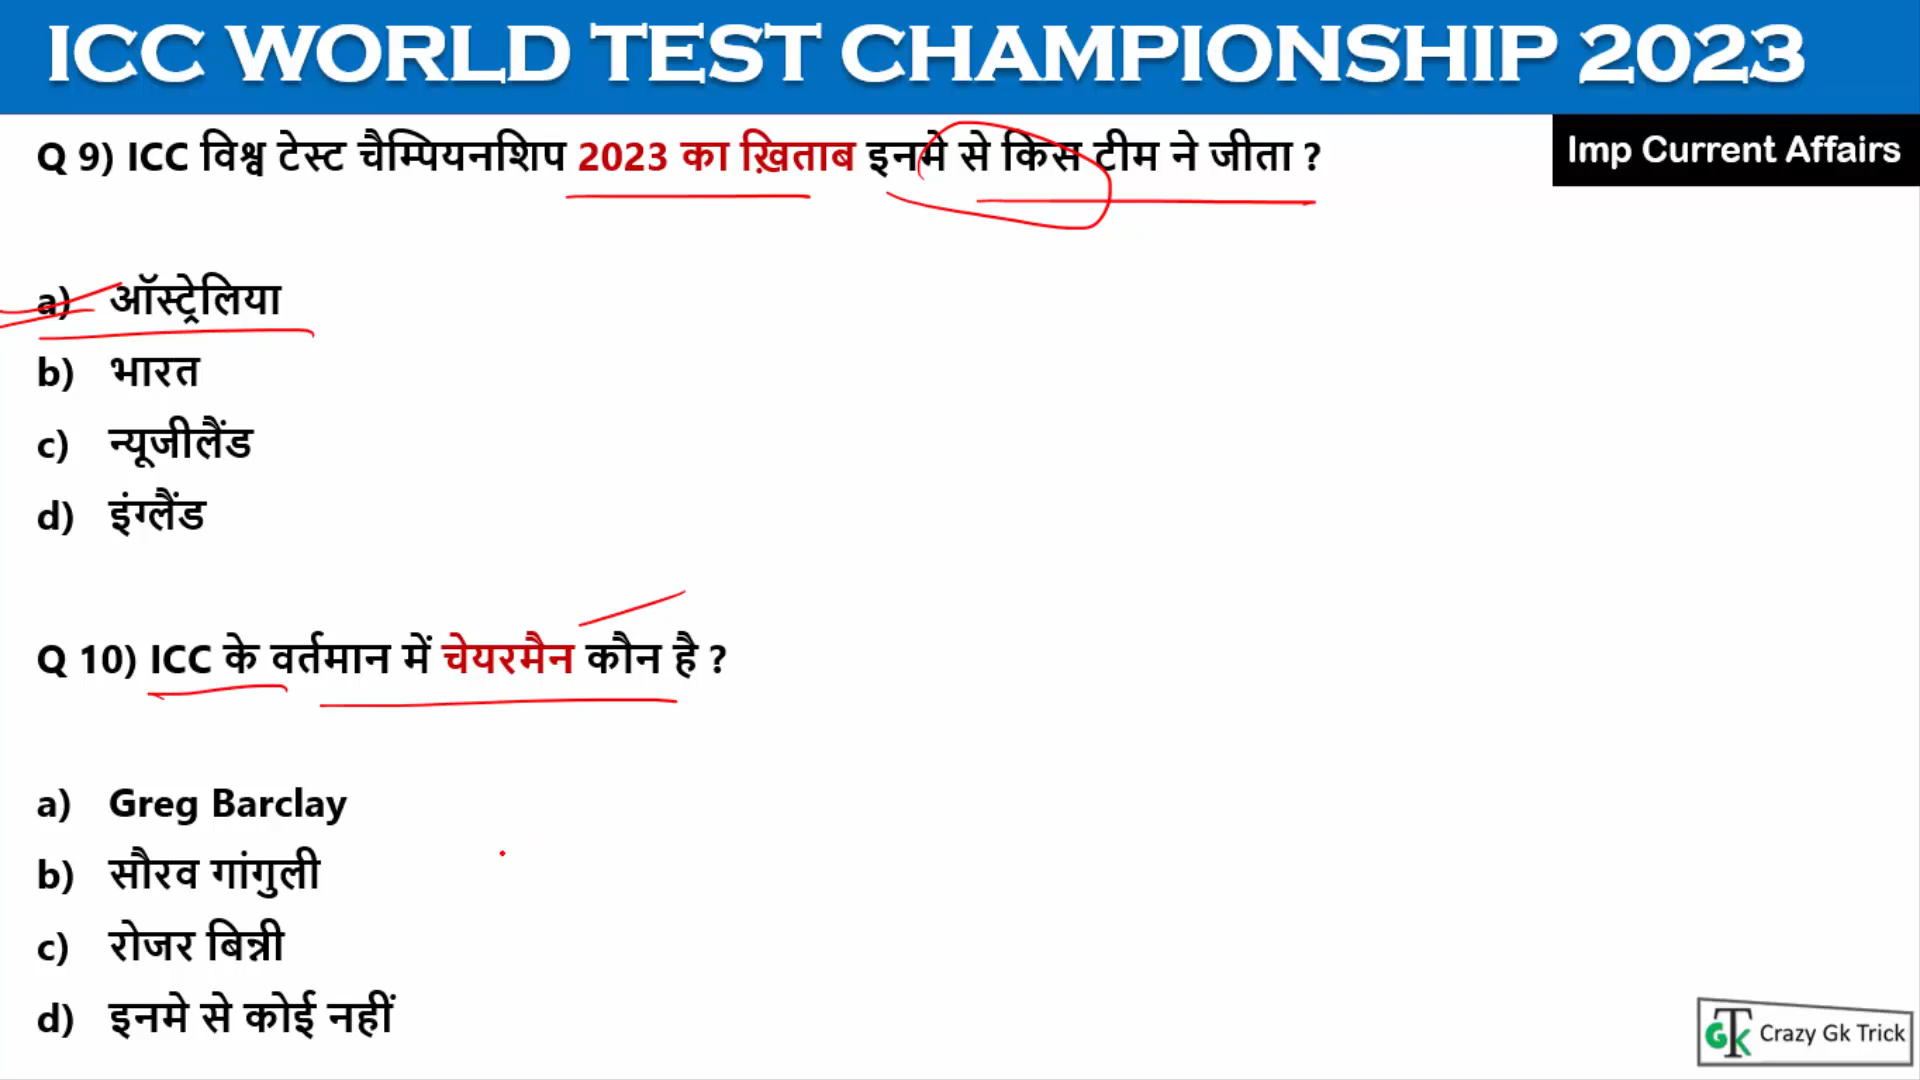 ICC WORLD TEST CHAMPIONSHIP 2023
Imp Current Affairs
Q 9) ICC विश्व टेस्ट चैम्पियनशिप 2023 का ख़िताब इनमे से किस टीम ने जीता ?
a) ऑस्ट्रेलिया
b) भारत
c) न्यूजीलैंड
d) इंग्लैंड
Q 10) ICC के वर्तमान में चेयरमैन कौन है ?
a) Greg Barclay
b) सौरव गांगुली
c) रोजर बिन्नी
d) इनमे से कोई नहीं
GTK Crazy Gk Trick